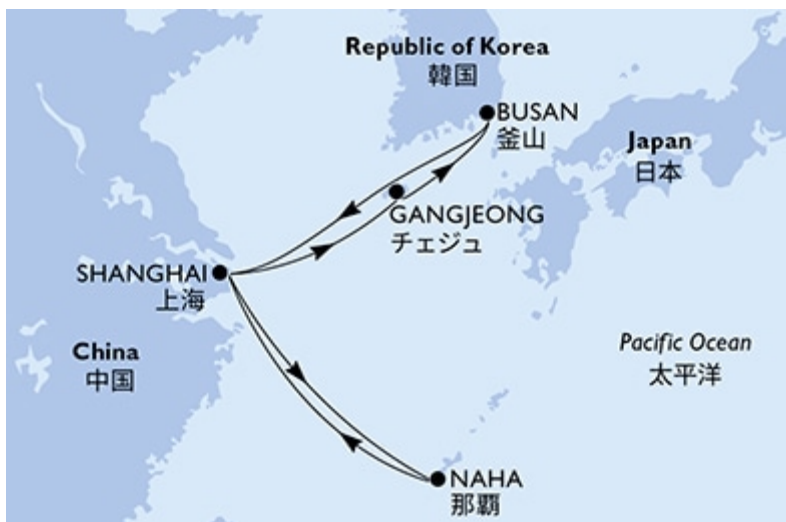 Republic of Korea
韓国
BUSAN
釜山
Japan
日本
GANGJEONG
チェジュ
SHANGHAI
上海
China
中国
Pacific Ocean
太平洋
NAHA
那覇